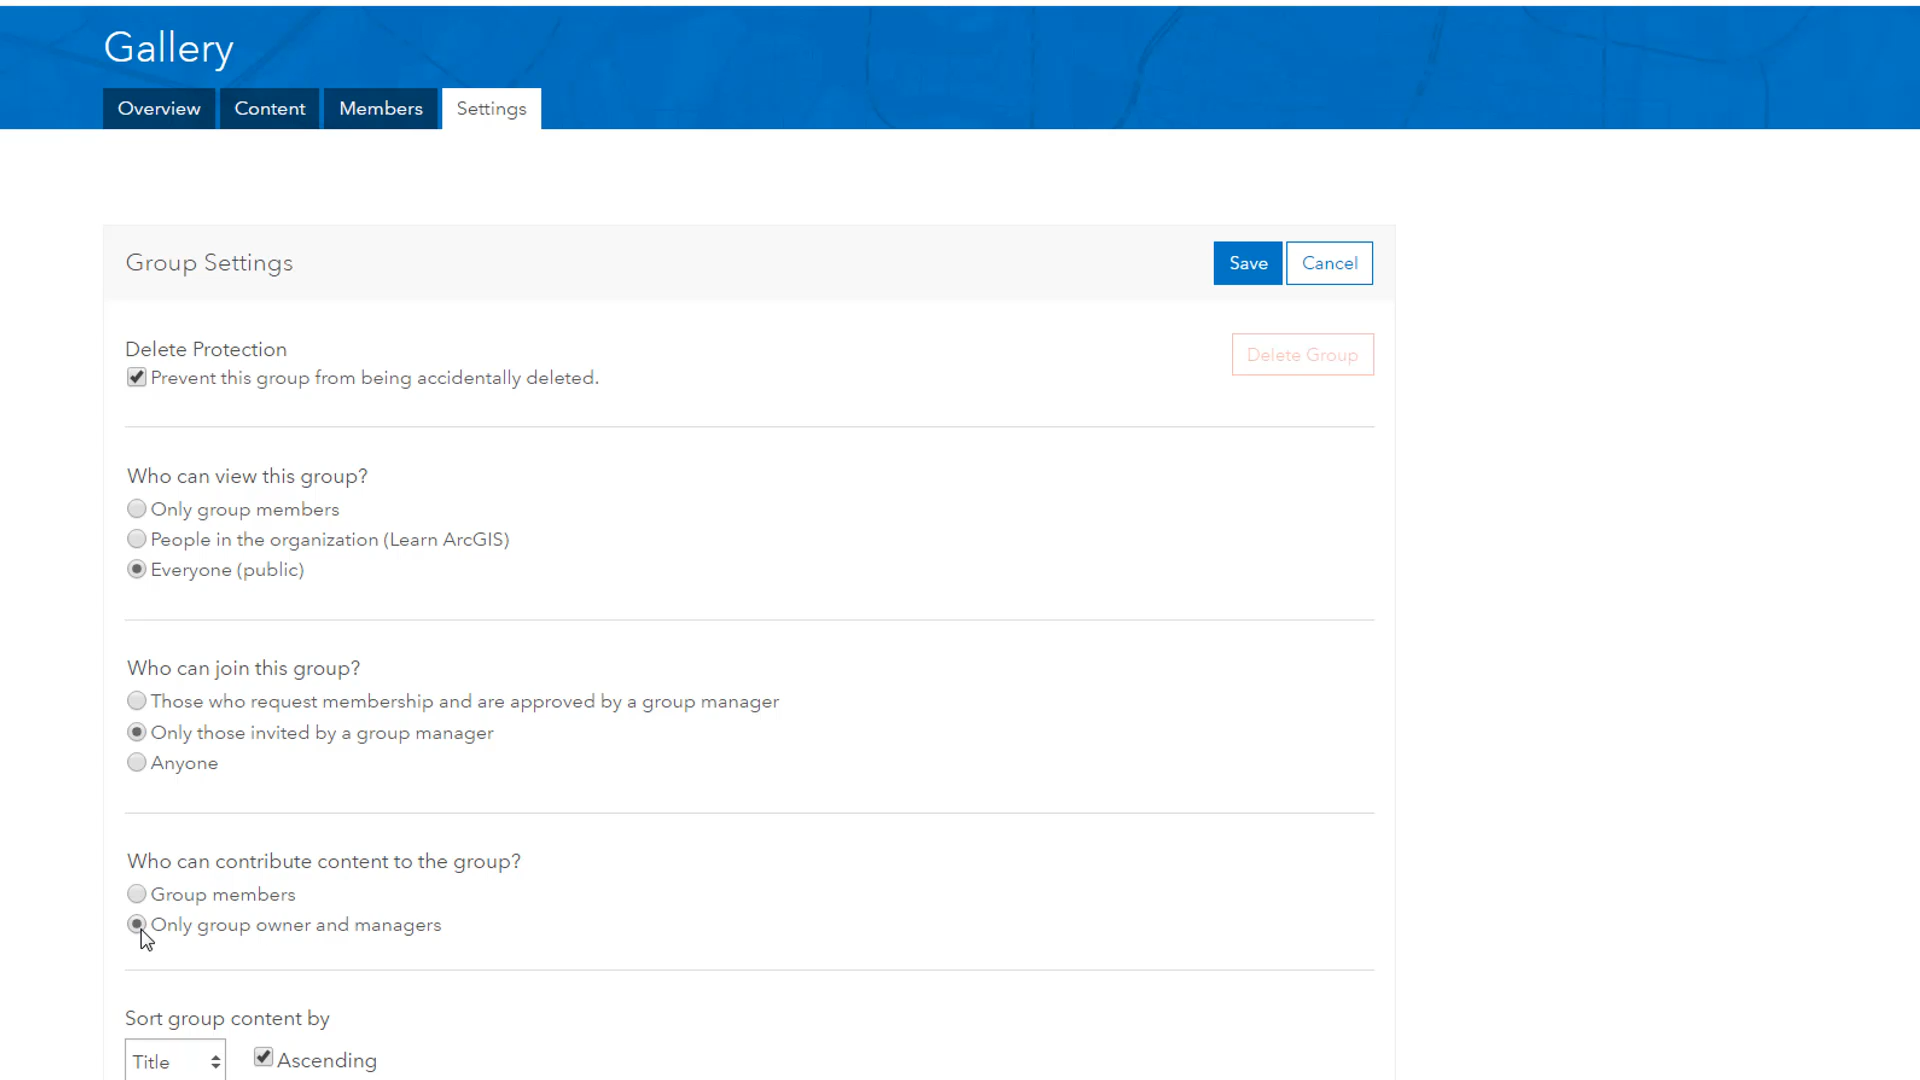 Gallery
Overview Content Members Settings
Group Settings Save Cancel
Delete Protection
Delete Group
Prevent this group from being accidentally deleted.
Who can view this group?
Only group members
People in the organization (Learn ArcGIS)
Everyone (public)
Who can join this group?
Those who request membership and are approved by a group manager
Only those invited by a group manager
Anyone
Who can contribute content to the group?
Group members
Only group owner and managers
Sort group content by
Title Ascending